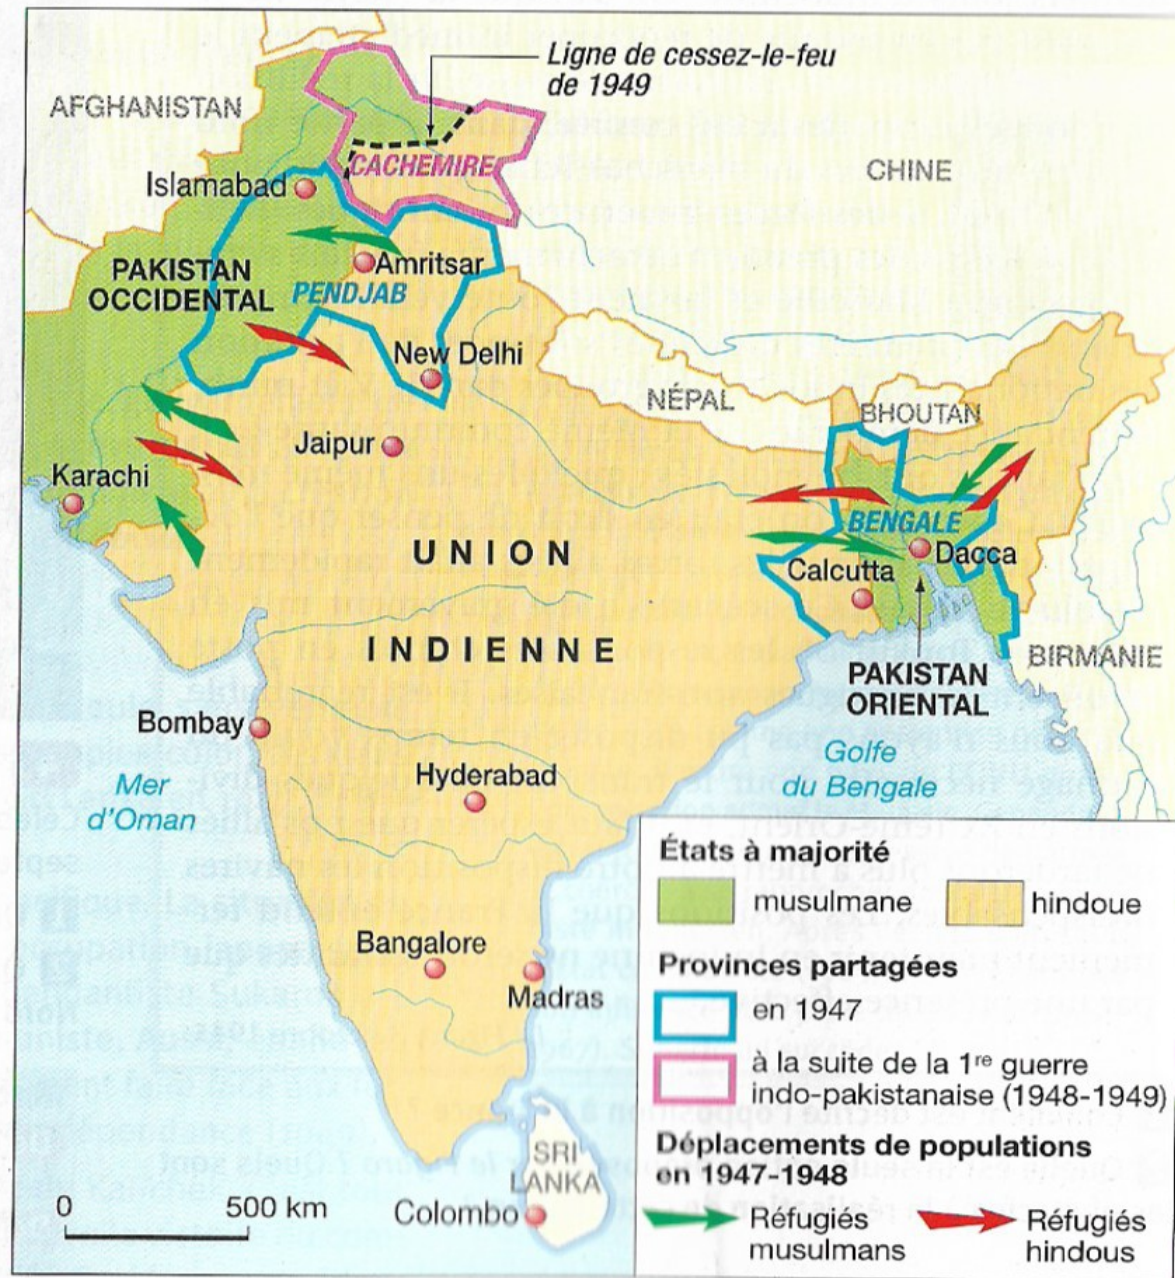 Ligne de cessez-le-feu
de 1949
AFGHANISTAN
CHINE
CACHEMIRE
Islamabad
PAKISTAN
OCCIDENTAL
Amritsar
PENDJAB
New Delhi
NÉPAL
BHOUTAN
Jaipur
Karachi
BENGALE
Dacca
UNION
INDIENNE
Calcutta
BIRMANIE
PAKISTAN
ORIENTAL
Bombay
Mer
d'Oman
Hyderabad
Golfe
du Bengale
Bangalore
Madras
SRI
LANKA
Colombo
0 500 km
États à majorité
musulmane hindoue
Provinces partagées
en 1947
à la suite de la 1re guerre
indo-pakistanaise (1948-1949)
Déplacements de populations
en 1947-1948
Réfugiés
musulmans
Réfugiés
hindous